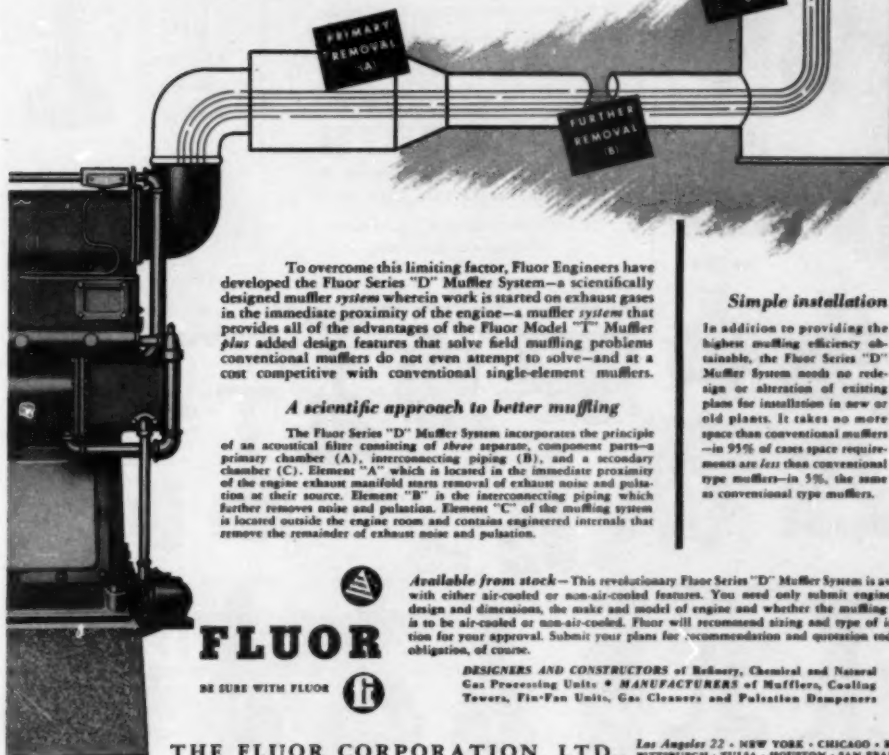 PRIMARY
REMOVAL
(A)
FURTHER
REMOVAL
(B)
To overcome this limiting factor, Fluor Engineers have
developed the Fluor Series "D" Muffler System—a scientifically
designed muffler system wherein work is started on exhaust gases
in the immediate proximity of the engine—a muffler system that
provides all of the advantages of the Fluor Model "T" Muffler
plus added design features that solve field muffling problems
conventional mufflers do not even attempt to solve—and at a
cost competitive with conventional single-element mufflers.
A scientific approach to better muffling
The Fluor Series "D" Muffler System incorporates the principle
of an acoustical filter consisting of three separate, component parts—a
primary chamber (A), interconnecting piping (B), and a secondary
chamber (C). Element "A" which is located in the immediate proximity
of the engine exhaust manifold starts removal of exhaust noise and pulsa-
tion at their source. Element "B" is the interconnecting piping which
further removes noise and pulsation. Element "C" of the muffling system
is located outside the engine room and contains engineered internals that
remove the remainder of exhaust noise and pulsation.
Simple installation
In addition to providing the
highest muffling efficiency ob-
tainable, the Fluor Series "D"
Muffler System needs no rede-
sign or alteration of existing
plans for installation in new or
old plants. It takes no more
space than conventional mufflers
—in 95% of cases space require-
ments are less than conventional
type mufflers—in 5%, the same
as conventional type mufflers.
Available from stock—This revolutionary Fluor Series "D" Muffler System is
with either air-cooled or non-air-cooled features. You need only submit engine
design and dimensions, the make and model of engine and whether the muffling
is to be air-cooled or non-air-cooled. Fluor will recommend sizing and type of
tion for your approval. Submit your plans for recommendation and quotation
obligation, of course.
FLUOR
BE SURE WITH FLUOR
DESIGNERS AND CONSTRUCTORS of Refinery, Chemical and Natural
Gas Processing Units • MANUFACTURERS of Mufflers, Cooling
Towers, Fin-Fan Units, Gas Cleaners and Pulsation Dampeners
THE FLUOR CORPORATION, LTD.
Los Angeles 22 • NEW YORK • CHICAGO •